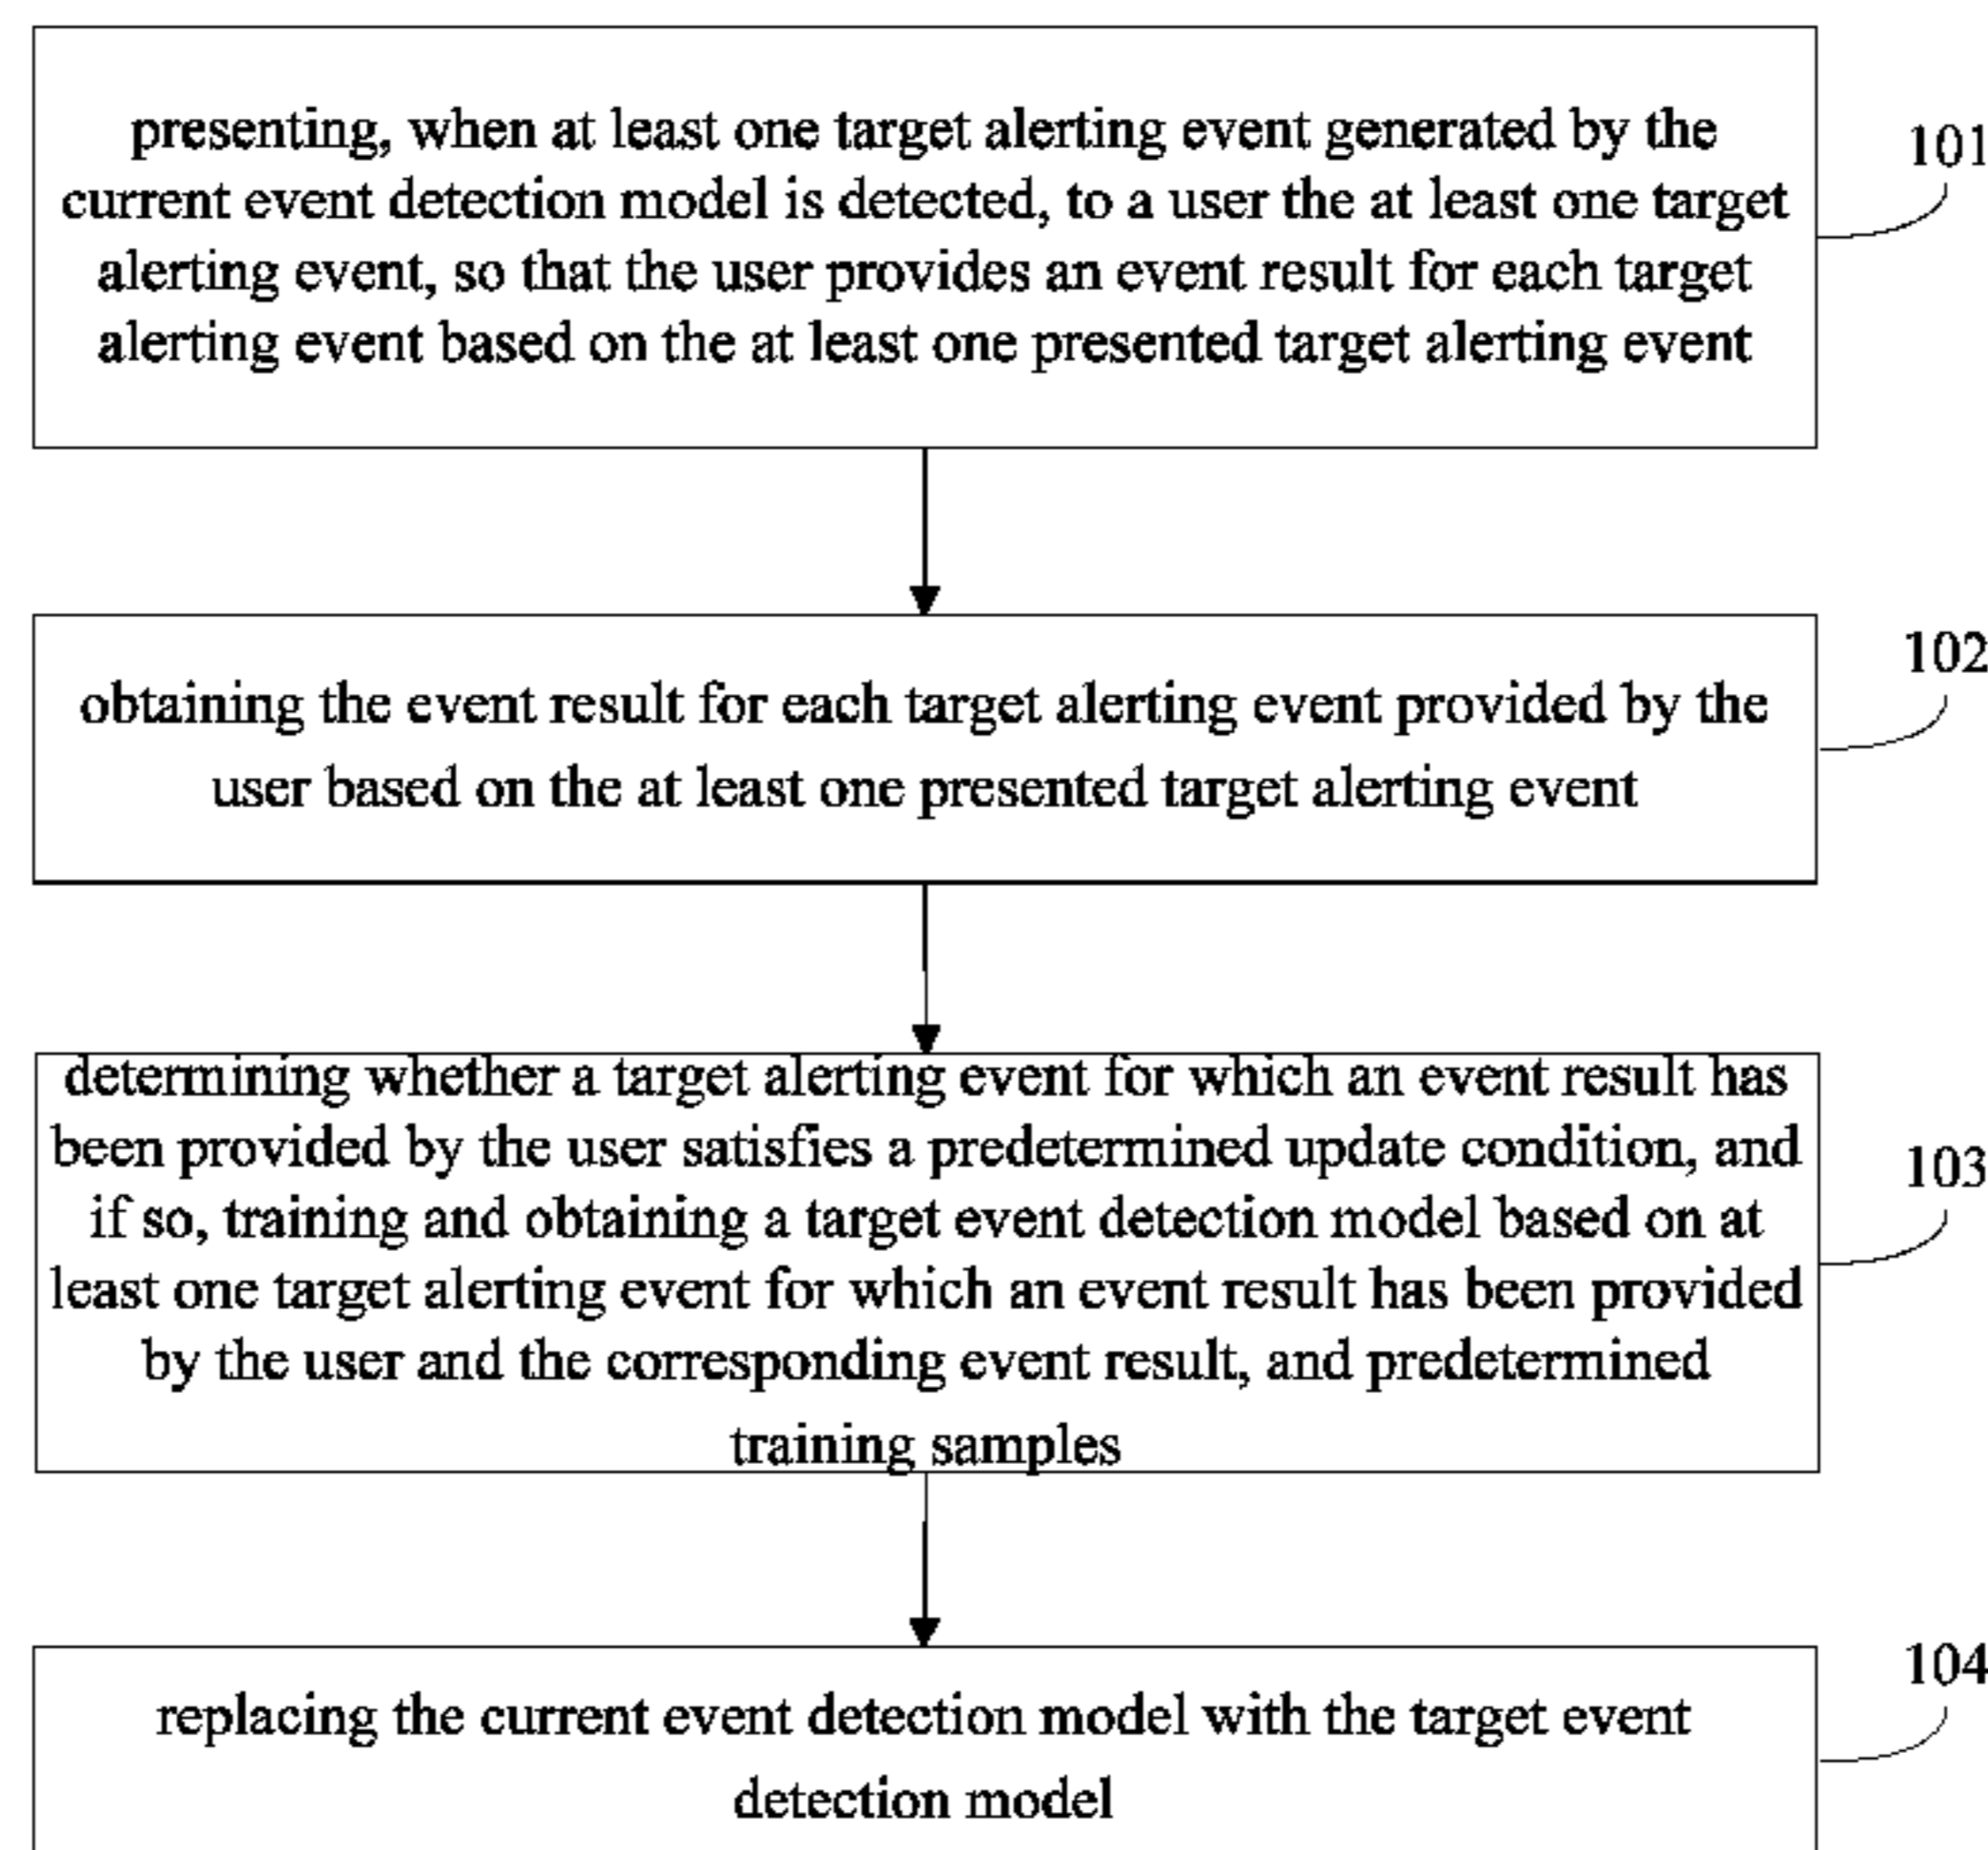 presenting, when at least one target alerting event generated by the
current event detection model is detected, to a user the at least one target
alerting event, so that the user provides an event result for each target
alerting event based on the at least one presented target alerting event
101
obtaining the event result for each target alerting event provided by the
user based on the at least one presented target alerting event
102
determining whether a target alerting event for which an event result has
been provided by the user satisfies a predetermined update condition, and
if so, training and obtaining a target event detection model based on at
least one target alerting event for which an event result has been provided
by the user and the corresponding event result, and predetermined
training samples
103
replacing the current event detection model with the target event
detection model
104